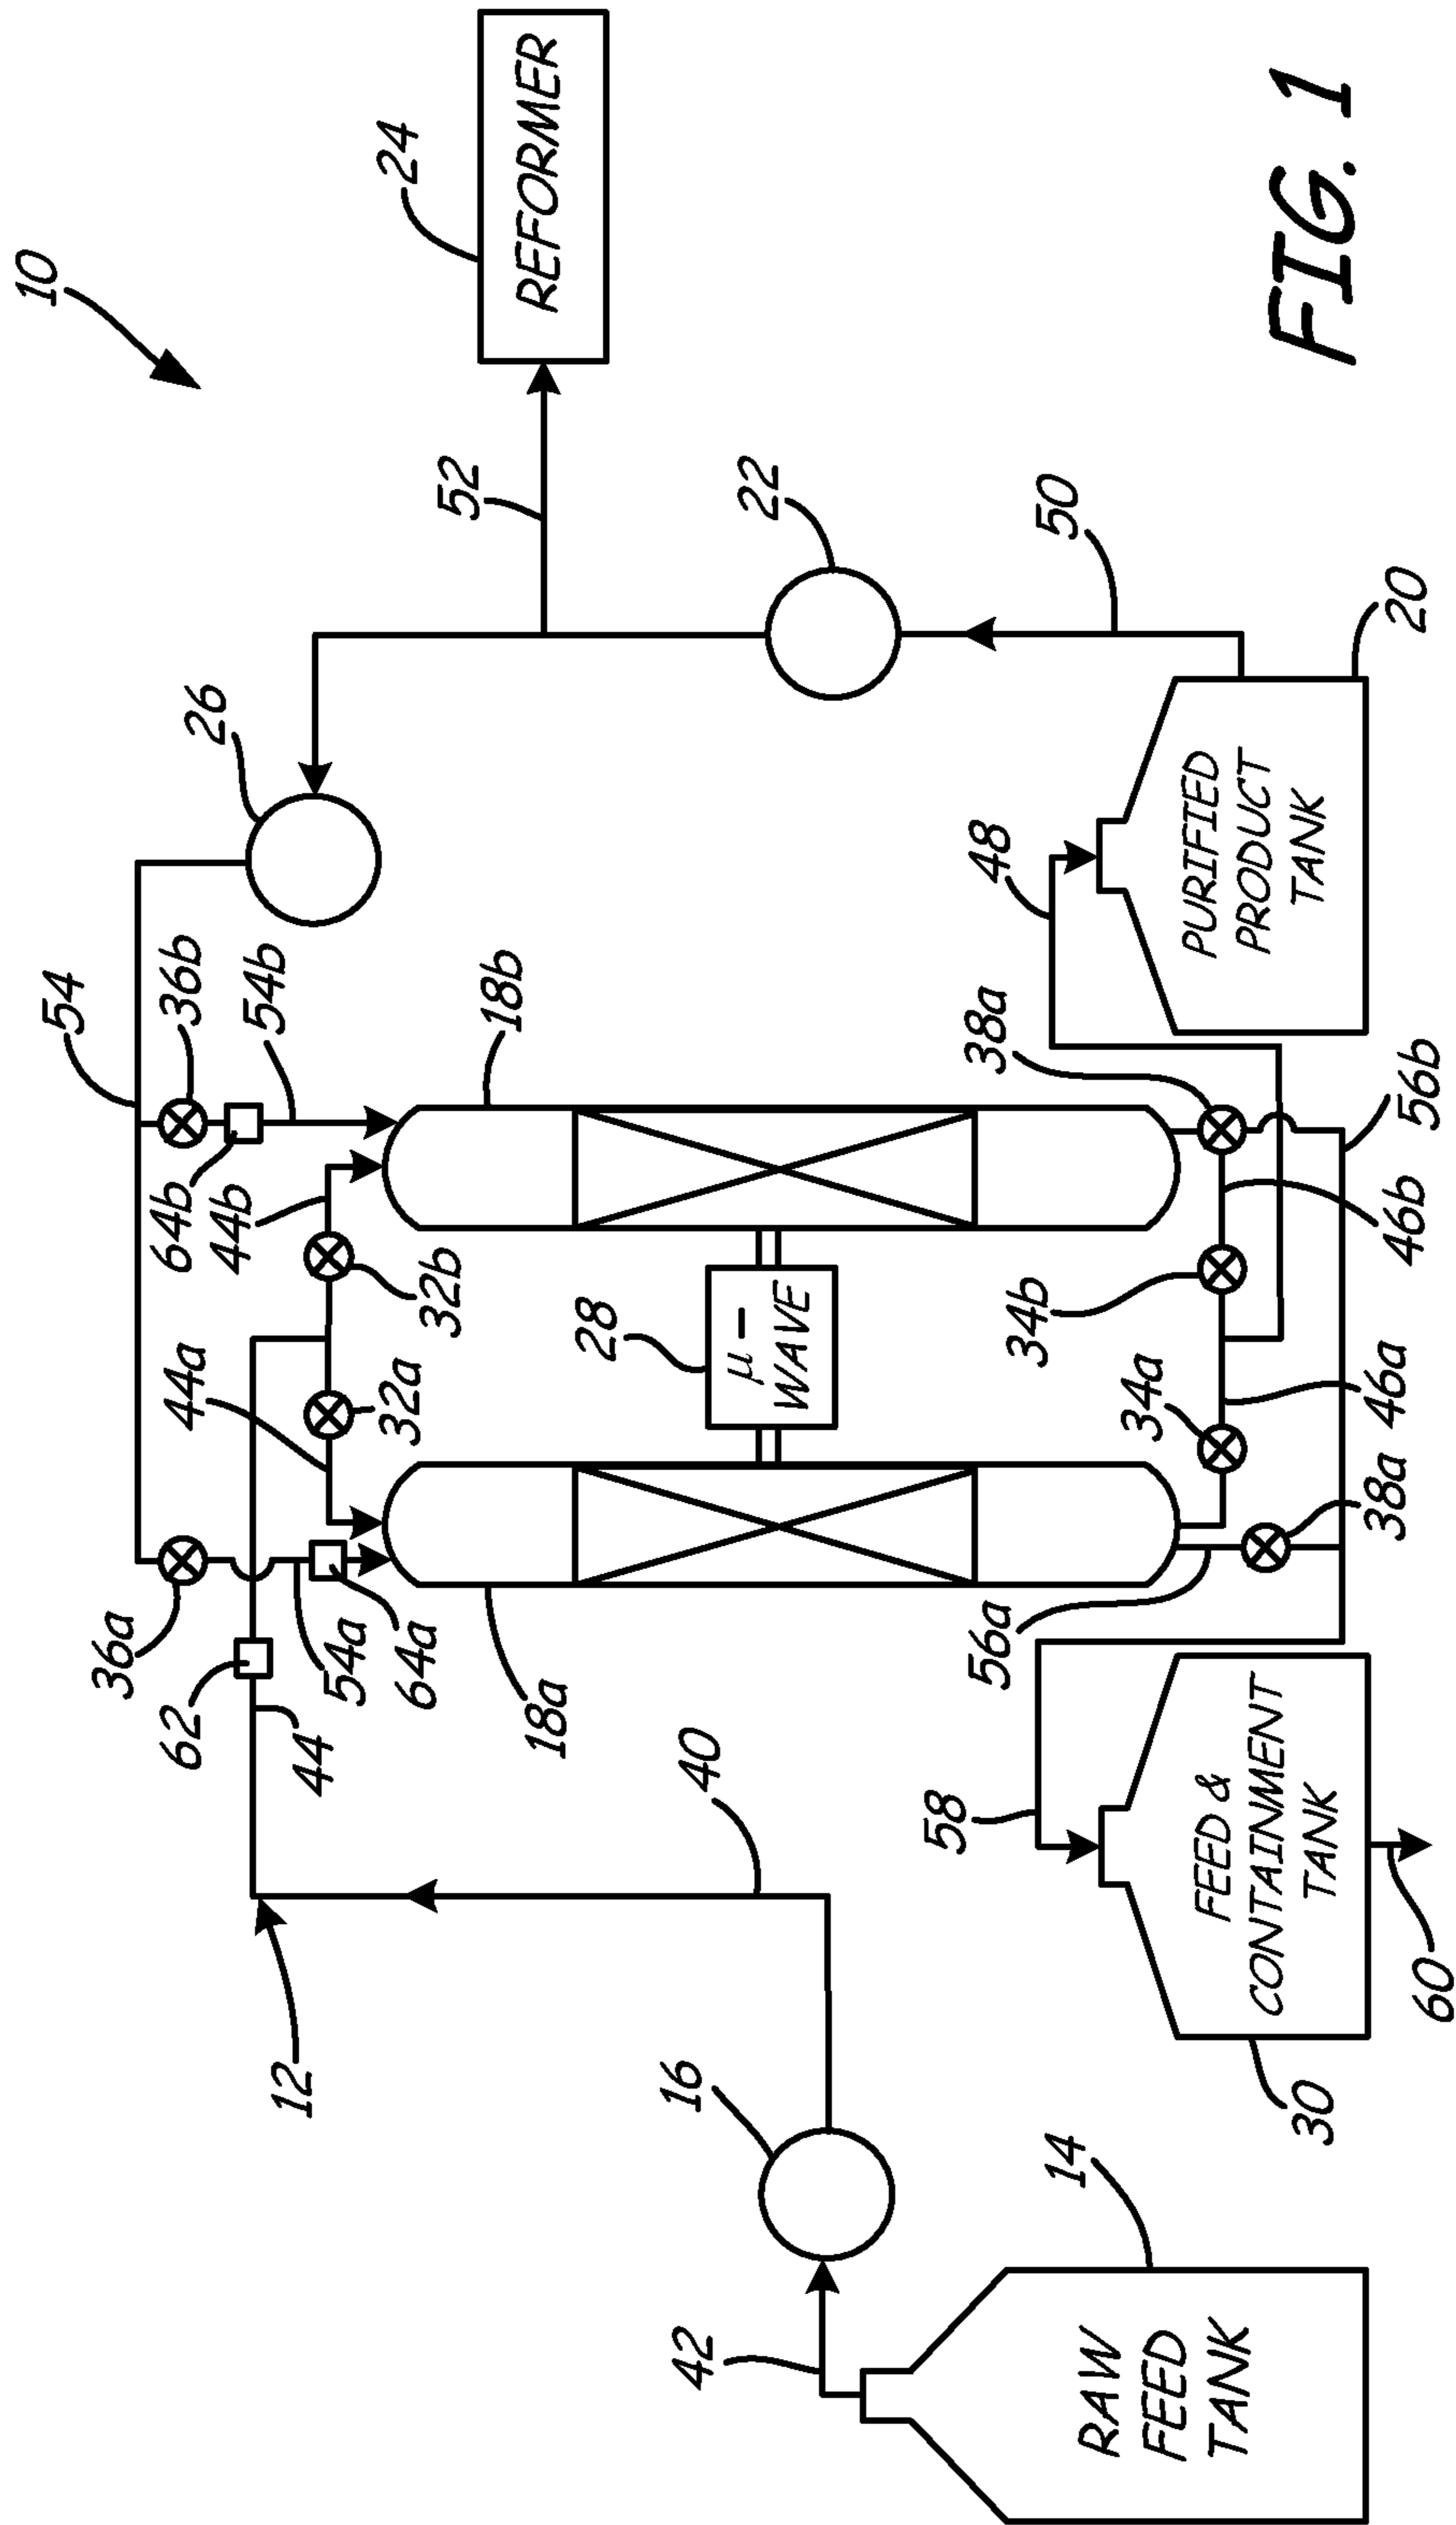 10
54
36b
26
24
REFORMER
36a
62
64b
54b
44
44a
44b
52
12
54a
32a
32b
64a
18a
18b
28
μ-
WAVE
16
40
22
42
58
56a
34a
34b
38a
48
50
14
RAW
FEED
TANK
30
FEED &
CONTAINMENT
TANK
60
38a
46a
46b
56b
PURIFIED
PRODUCT
TANK
20
FIG. 1